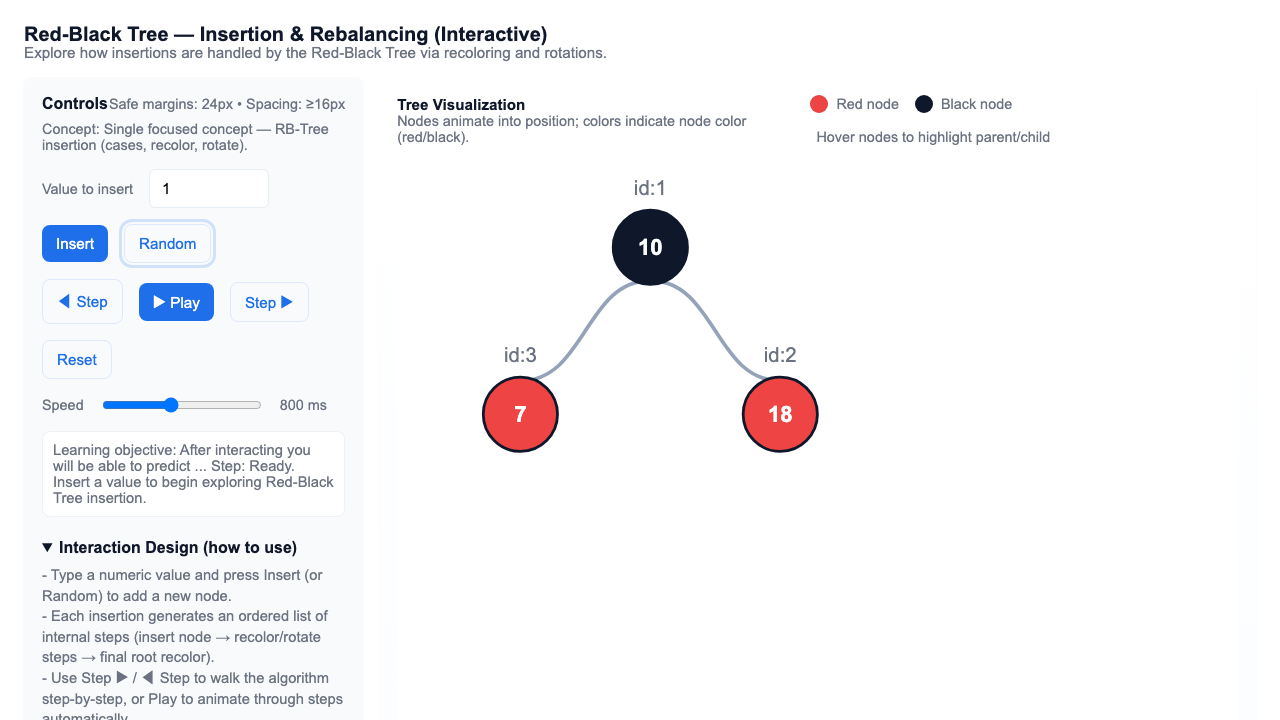 Red-Black Tree — Insertion & Rebalancing (Interactive)
Explore how insertions are handled by the Red-Black Tree via recoloring and rotations.
Controls Safe margins: 24px • Spacing: ≥16px
Concept: Single focused concept — RB-Tree
insertion (cases, recolor, rotate).
Value to insert 1
Insert Random
◀ Step ▶ Play Step ▶
Reset
Speed 800 ms
Learning objective: After interacting you
will be able to predict ... Step: Ready.
Insert a value to begin exploring Red-Black
Tree insertion.
▼ Interaction Design (how to use)
- Type a numeric value and press Insert (or
Random) to add a new node.
- Each insertion generates an ordered list of
internal steps (insert node → recolor/rotate
steps → final root recolor).
- Use Step ▶ / ◀ Step to walk the algorithm
step-by-step, or Play to animate through steps
automatically.
Tree Visualization
Nodes animate into position; colors indicate node color
(red/black).
Red node Black node
Hover nodes to highlight parent/child
id:1
10
id:3 id:2
7 18